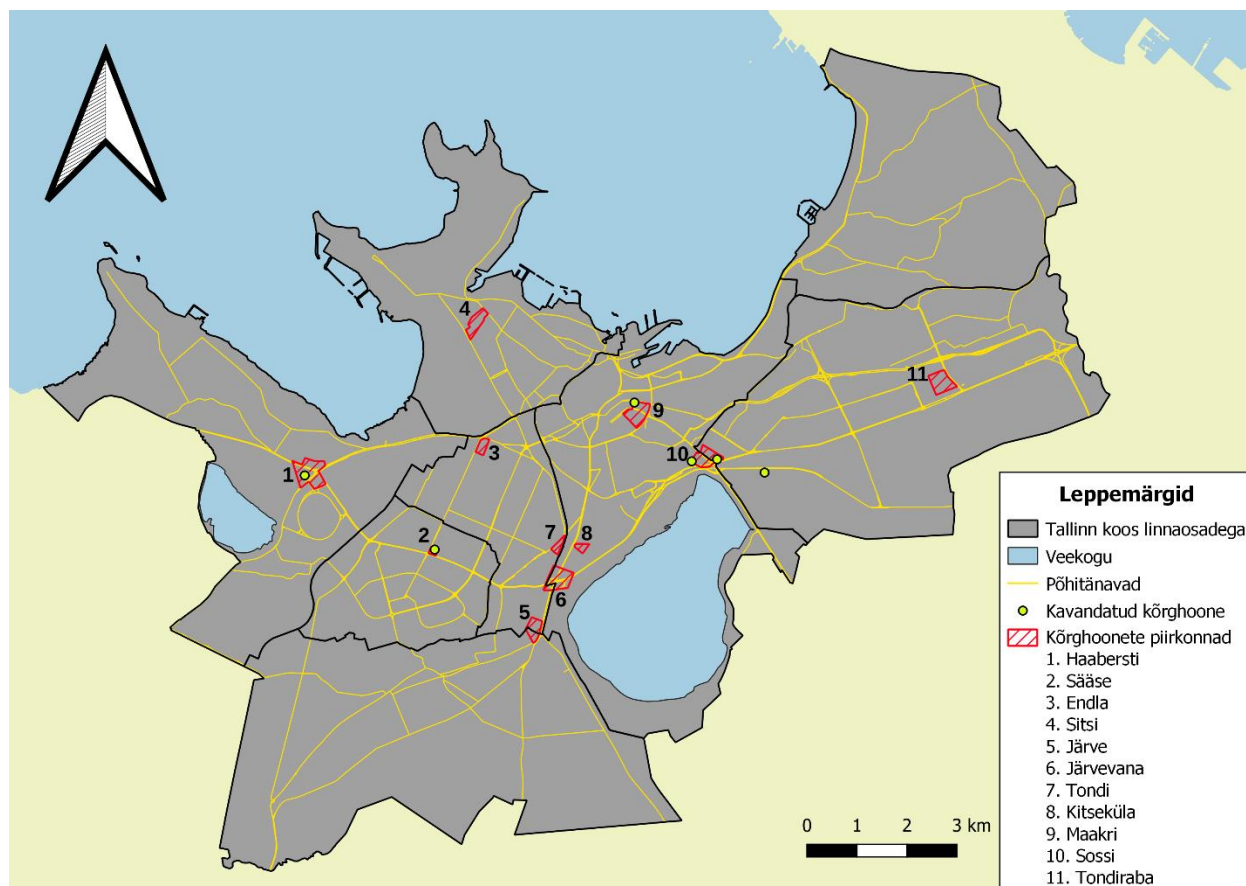 4
11
9
3
10
1
2
7
8
6
5
Leppemärgid
Tallinn koos linnaosadega
Veekogu
Põhitänavad
Kavandatud kõrghoone
Kõrghoonete piirkonnad
1. Haabersti
2. Sääse
3. Endla
4. Sitsi
5. Järve
6. Järvevana
7. Tondi
8. Kitseküla
9. Maakri
10. Sossi
11. Tondiraba
0 1 2 3 km